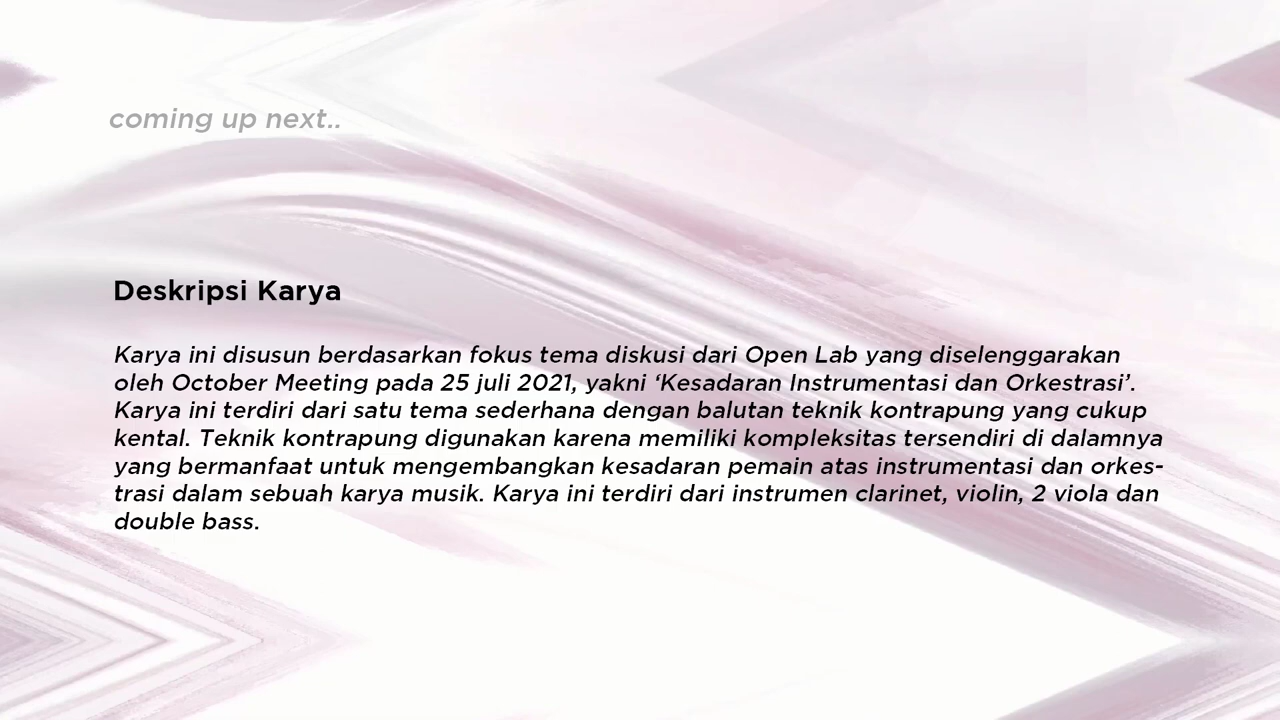 coming up next..
Deskripsi Karya
Karya ini disusun berdasarkan fokus tema diskusi dari Open Lab yang diselenggarakan
oleh October Meeting pada 25 juli 2021, yakni ‘Kesadaran Instrumentasi dan Orkestrasi’.
Karya ini terdiri dari satu tema sederhana dengan balutan teknik kontrapung yang cukup
kental. Teknik kontrapung digunakan karena memiliki kompleksitas tersendiri di dalamnya
yang bermanfaat untuk mengembangkan kesadaran pemain atas instrumentasi dan orkes-
trasi dalam sebuah karya musik. Karya ini terdiri dari instrumen clarinet, violin, 2 viola dan
double bass.